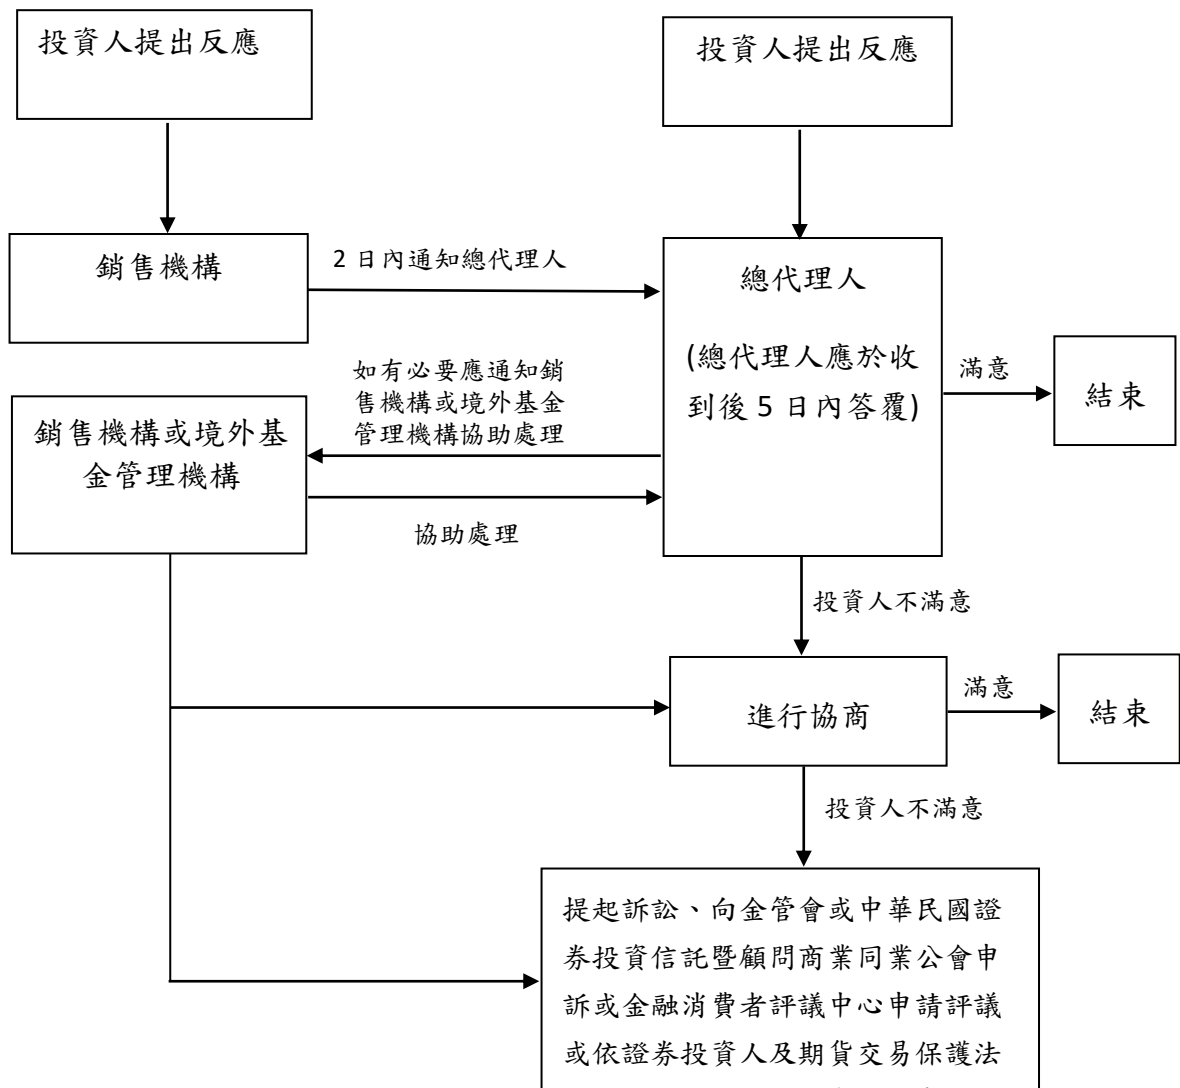 投資人提出反應
投資人提出反應
銷售機構
2 日內通知總代理人
總代理人
(總代理人應於收
到後 5 日內答覆)
滿意
結束
如有必要應通知銷
售機構或境外基金
管理機構協助處理
銷售機構或境外基
金管理機構
協助處理
投資人不滿意
進行協商
滿意
結束
投資人不滿意
提起訴訟、向金管會或中華民國證
券投資信託暨顧問商業同業公會申
訴或金融消費者評議中心申請評議
或依證券投資人及期貨交易保護法